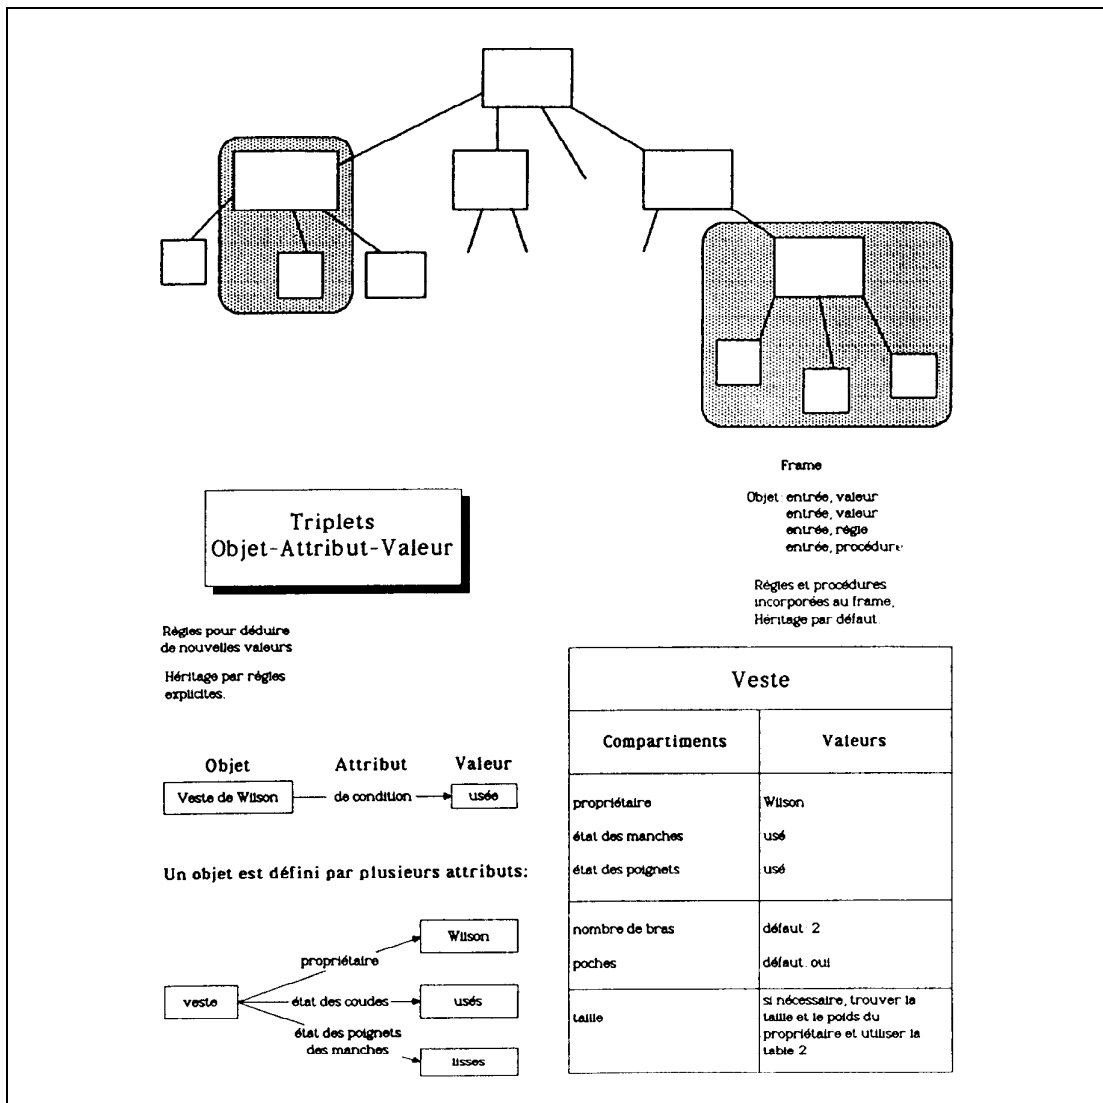 Frame
Objet: entrée, valeur
entrée, valeur
entrée, règle
entrée, procédure
Règles et procédures
incorporées au frame,
Héritage par défaut.
Triplets
Objet-Attribut-Valeur
Règles pour déduire
de nouvelles valeurs
Héritage par régles
explicites.
Objet Attribut Valeur
Veste de Wilson de condition usée
Un objet est défini par plusieurs attributs:
veste
propriétaire Wilson
état des coudes usés
état des poignets
des manches
lisses
Veste
Compartiments Valeurs
propriétaire Wilson
état des manches usé
état des poignets usé
nombre de bras défaut: 2
poches défaut: oui
taille
si nécessaire, trouver la
taille et le poids du
propriétaire et utiliser la
table 2